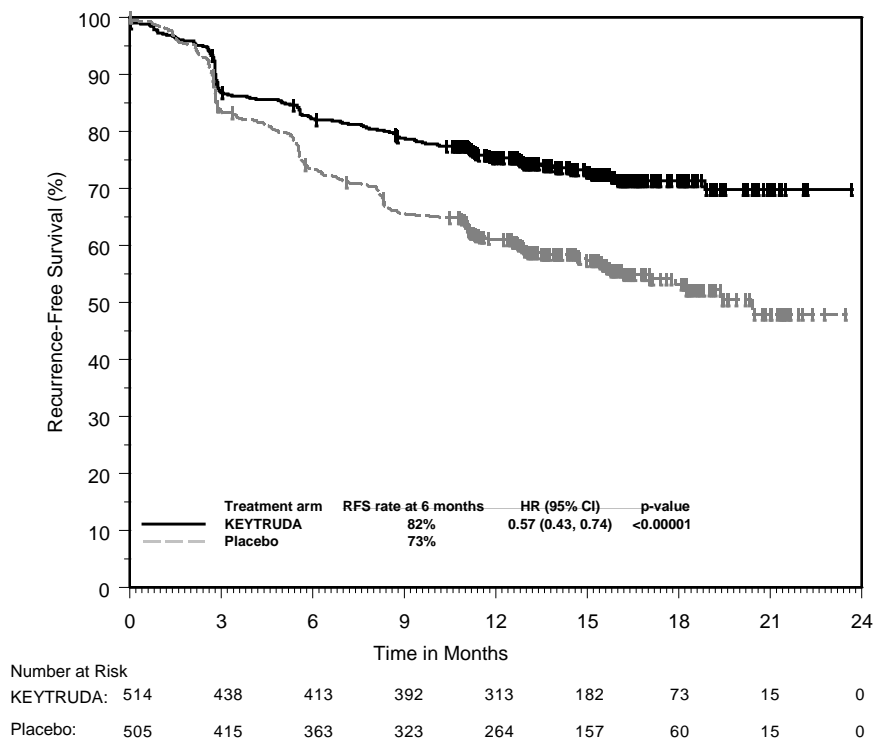 100
90
80
70
60
50
40
30
20
10
0
Recurrence-Free Survival (%)
Treatment arm RFS rate at 6 months HR (95% CI) p-value
KEYTRUDA 82% 0.57 (0.43, 0.74) <0.00001
Placebo 73%
0 3 6 9 12 15 18 21 24
Time in Months
Number at Risk
KEYTRUDA: 514 438 413 392 313 182 73 15 0
Placebo: 505 415 363 323 264 157 60 15 0